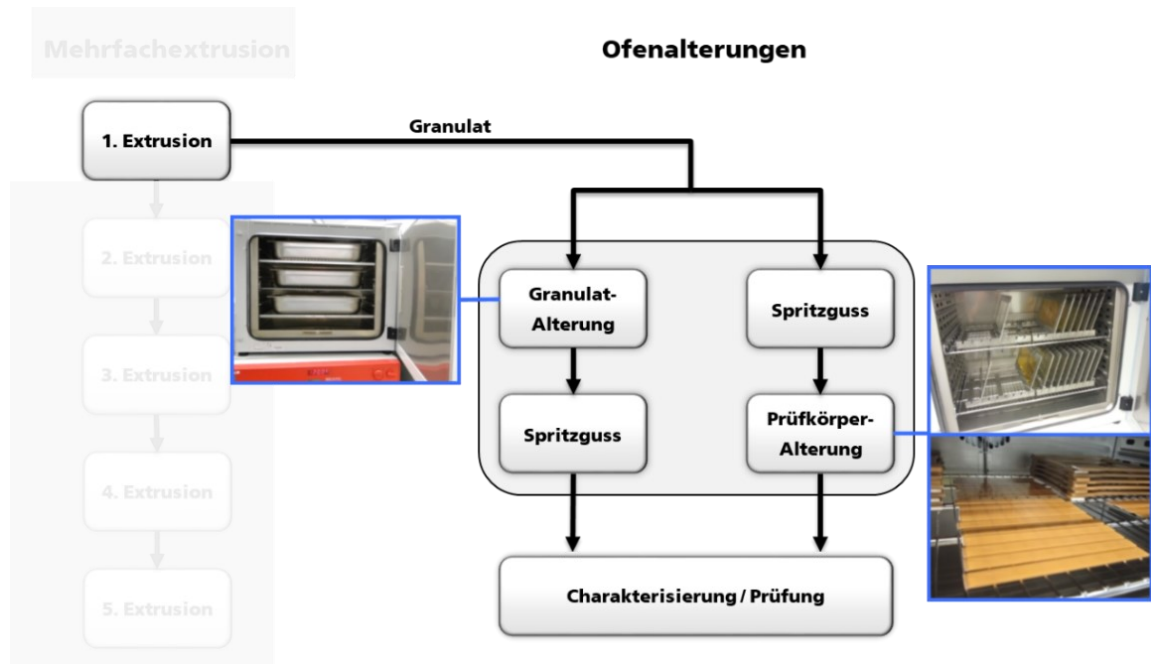 Mehrfachextrusion
Ofenalterungen
1. Extrusion
Granulat
2. Extrusion
3. Extrusion
4. Extrusion
5. Extrusion
Granulat-
Alterung
Spritzguss
Spritzguss
Prüfkörper-
Alterung
Charakterisierung / Prüfung